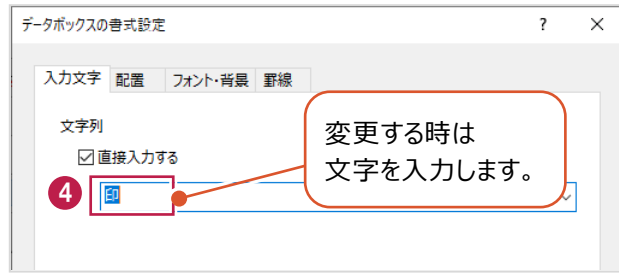 データボックスの書式設定 ? ×
入力文字 配置 フォント・背景 罫線
文字列
直接入力する
4 印
変更する時は
文字を入力します。